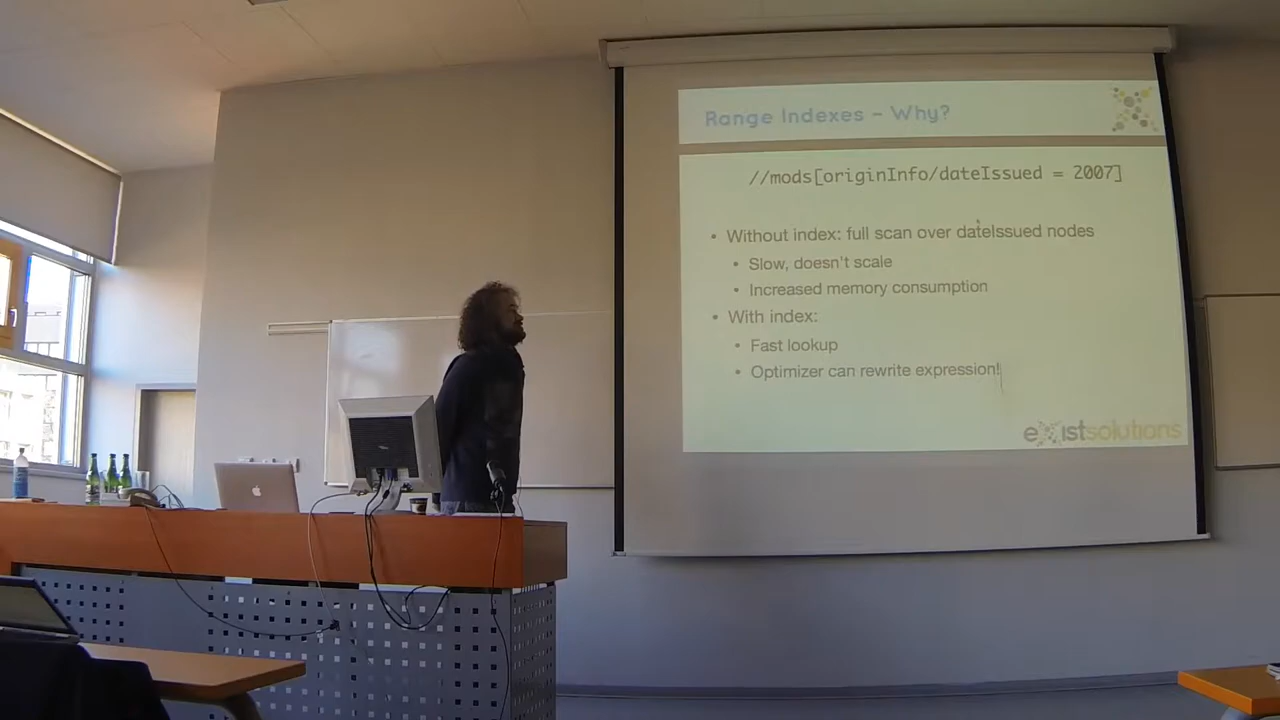 Range Indexes – Why?
//mods[originInfo/dateIssued = 2007]
• Without index: full scan over dateIssued nodes
• Slow, doesn't scale
• Increased memory consumption
• With index:
• Fast lookup
• Optimizer can rewrite expression!
eXistsolutions